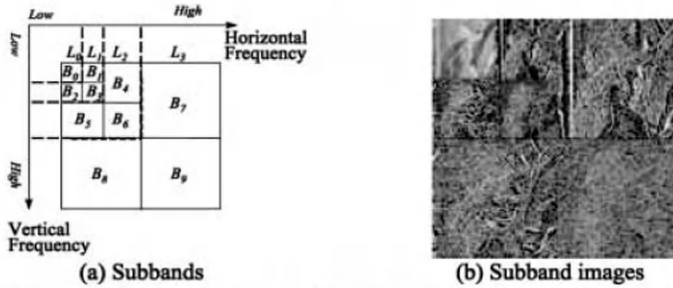 Low High
Horizontal
Frequency
Low
L0 L1 L2 L3
B0 B1 B4
B2 B3
B7
B5 B6
High
B8 B9
Vertical
Frequency
(a) Subbands
(b) Subband images